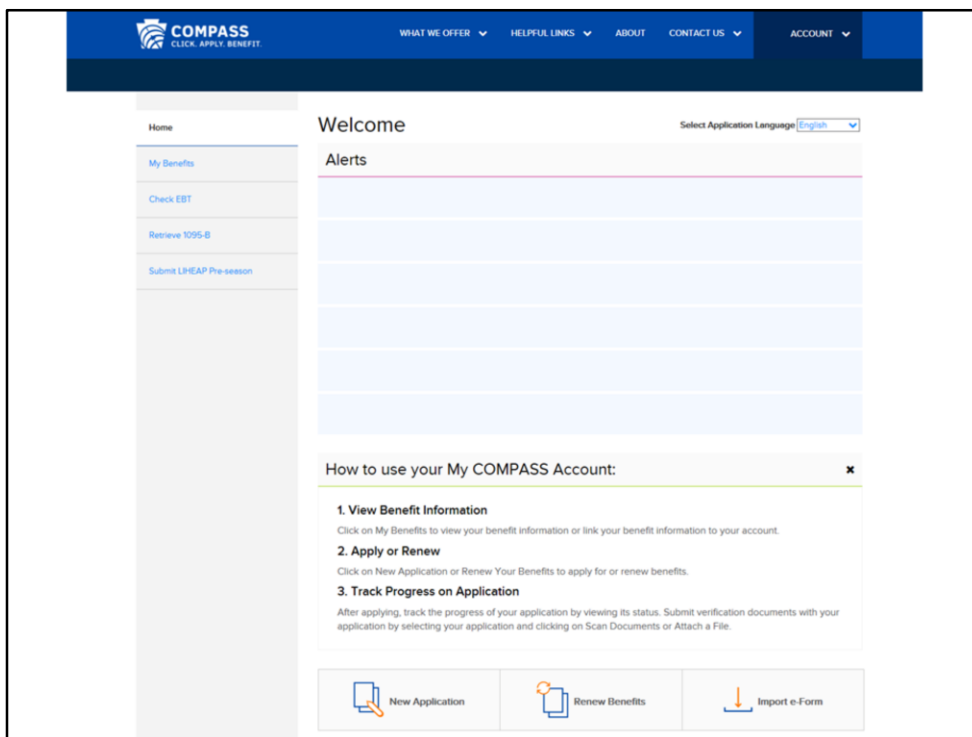 COMPASS
CLICK. APPLY. BENEFIT.
WHAT WE OFFER
HELPFUL LINKS
ABOUT
CONTACT US
ACCOUNT
Home
My Benefits
Check EBT
Retrieve 1095-B
Submit LIHEAP Pre-season
Welcome
Select Application Language English
Alerts
How to use your My COMPASS Account:
1. View Benefit Information
Click on My Benefits to view your benefit information or link your benefit information to your account.
2. Apply or Renew
Click on New Application or Renew Your Benefits to apply for or renew benefits.
3. Track Progress on Application
After applying, track the progress of your application by viewing its status. Submit verification documents with your
application by selecting your application and clicking on Scan Documents or Attach a File.
New Application
Renew Benefits
Import e-Form